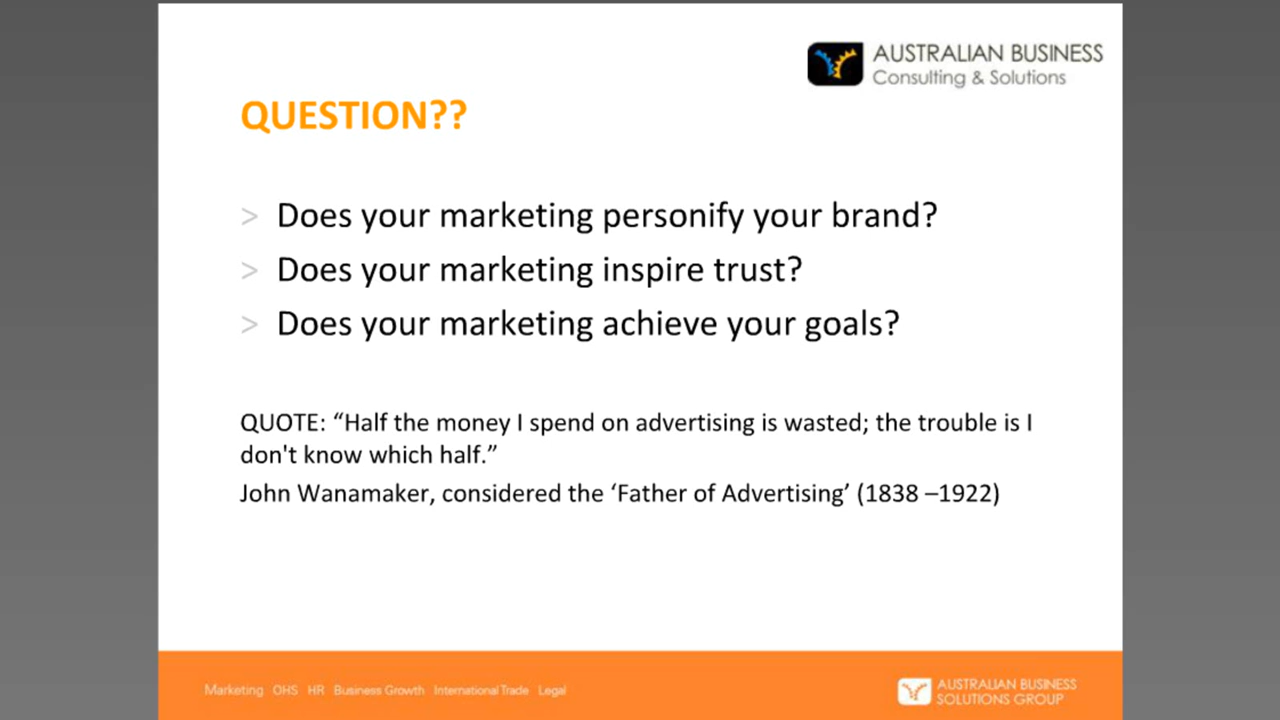 AUSTRALIAN BUSINESS
Consulting & Solutions
QUESTION??
> Does your marketing personify your brand?
> Does your marketing inspire trust?
> Does your marketing achieve your goals?
QUOTE: “Half the money I spend on advertising is wasted; the trouble is I
don't know which half.”
John Wanamaker, considered the ‘Father of Advertising’ (1838 –1922)
Marketing OHS HR Business Growth International Trade Legal
AUSTRALIAN BUSINESS
SOLUTIONS GROUP